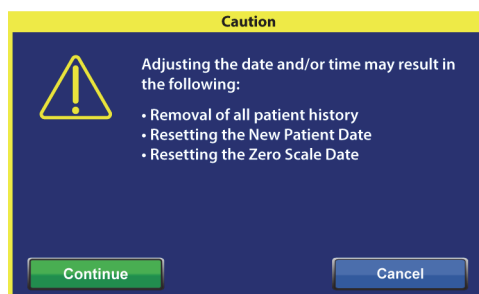 Caution
Adjusting the date and/or time may result in
the following:
• Removal of all patient history
• Resetting the New Patient Date
• Resetting the Zero Scale Date
Continue
Cancel